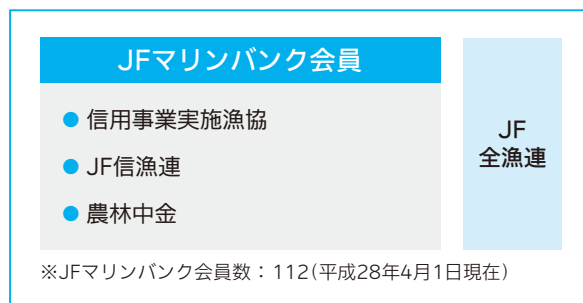 JFマリンバンク会員
● 信用事業実施漁協
● JF信漁連
● 農林中金
JF
全漁連
※JFマリンバンク会員数：112(平成28年4月1日現在)